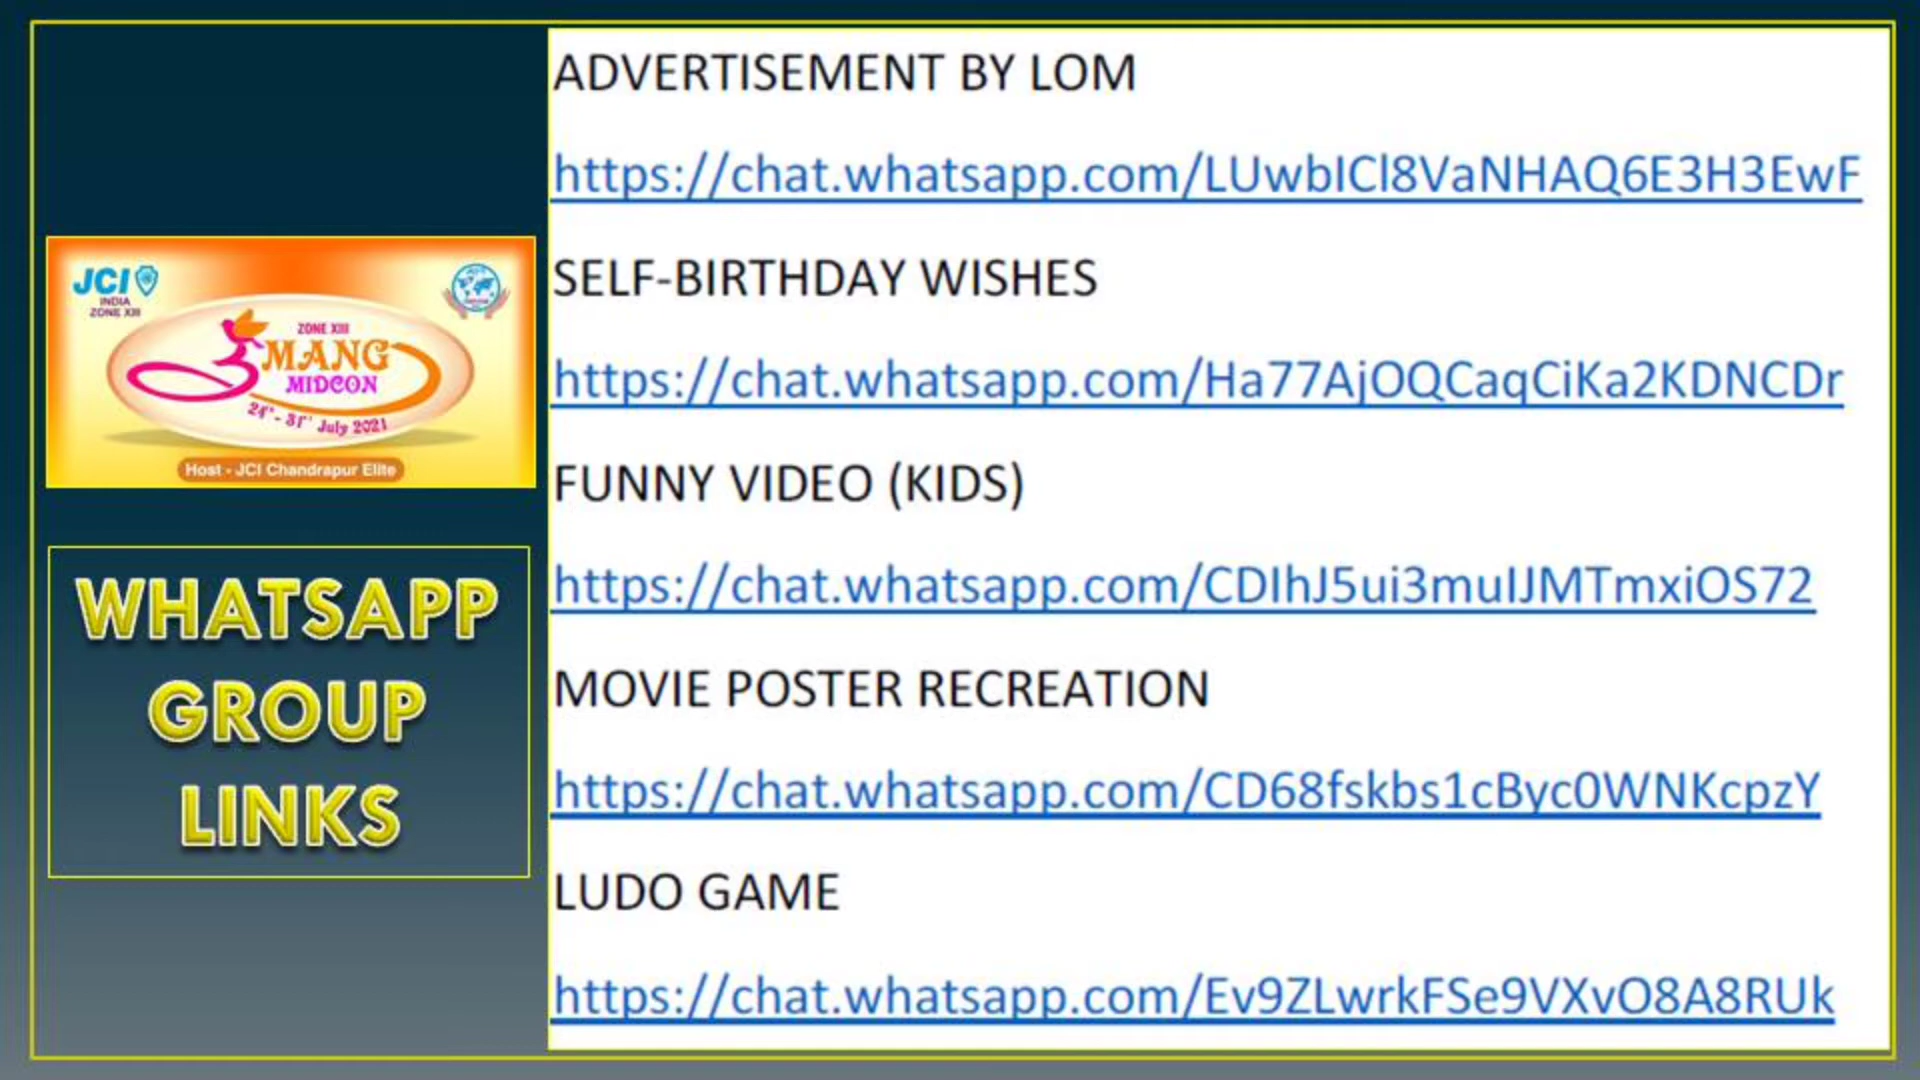 ADVERTISEMENT BY LOM
https://chat.whatsapp.com/LUwbICl8VaNHAQ6E3H3EwF
SELF-BIRTHDAY WISHES
https://chat.whatsapp.com/Ha77AjOQCaqCiKa2KDNCDr
FUNNY VIDEO (KIDS)
https://chat.whatsapp.com/CDIhJ5ui3muIJMTmxiOS72
MOVIE POSTER RECREATION
https://chat.whatsapp.com/CD68fskbs1cByc0WNKcpzY
LUDO GAME
https://chat.whatsapp.com/Ev9ZLwrkFSe9VXvO8A8RUk
JCI
INDIA
ZONE XIII
ZONE XIII
MANG
MIDCON
July 2021
Host - JCI Chandrapur Elite
WHATSAPP
GROUP
LINKS